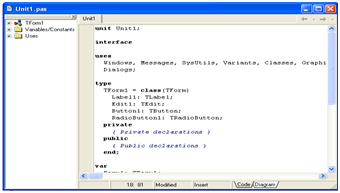 Unit1.pas
TForm1
Variables/Constants
Uses
Unit1
unit Unit1;
interface
uses
Windows, Messages, SysUtils, Variants, Classes, Graphi
Dialogs;
type
TForm1 = class(TForm)
Label1: TLabel;
Edit1: TEdit;
Button1: TButton;
RadioButton1: TRadioButton;
private
{ Private declarations }
public
{ Public declarations }
end;
var
18: 81 Modified Insert Code Diagram